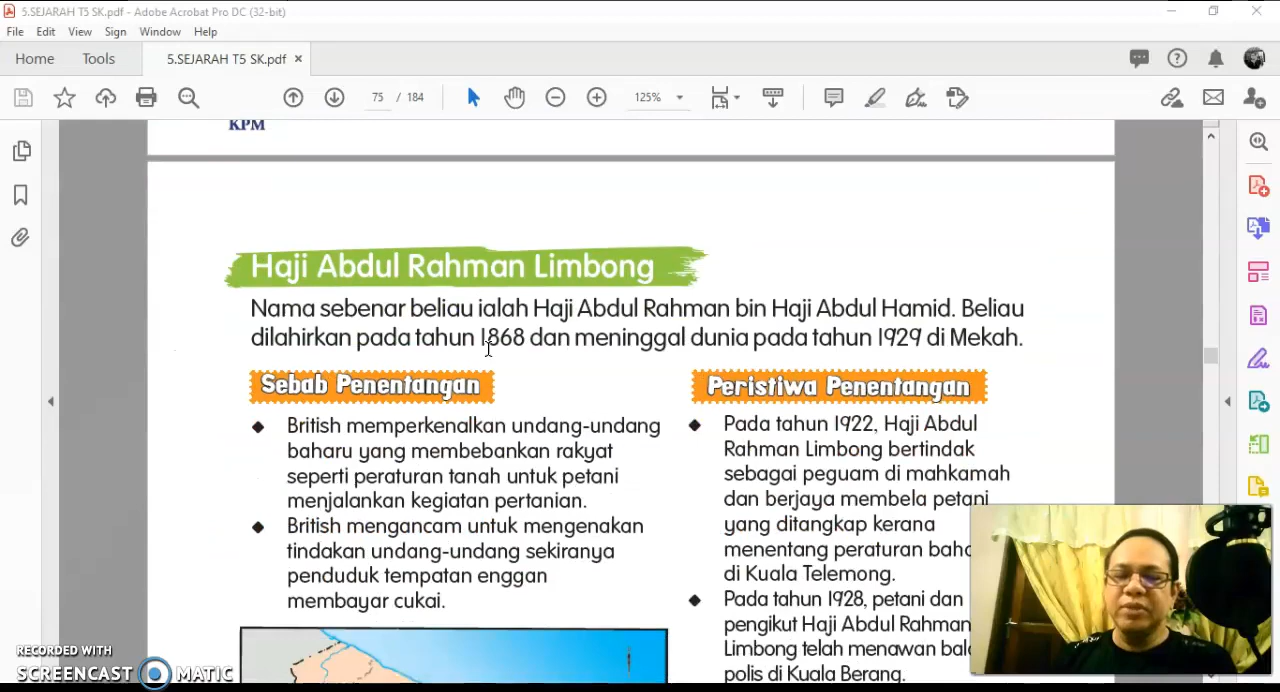 5.SEJARAH T5 SK.pdf - Adobe Acrobat Pro DC (32-bit)
File Edit View Sign Window Help
Home Tools 5.SEJARAH T5 SK.pdf ×
75 / 184 125%
KPM
Haji Abdul Rahman Limbong
Nama sebenar beliau ialah Haji Abdul Rahman bin Haji Abdul Hamid. Beliau
dilahirkan pada tahun 1868 dan meninggal dunia pada tahun 1929 di Mekah.
Sebab Penentangan
British memperkenalkan undang-undang
baharu yang membebankan rakyat
seperti peraturan tanah untuk petani
menjalankan kegiatan pertanian.
British mengancam untuk mengenakan
tindakan undang-undang sekiranya
penduduk tempatan enggan
membayar cukai.
Peristiwa Penentangan
Pada tahun 1922, Haji Abdul
Rahman Limbong bertindak
sebagai peguam di mahkamah
dan berjaya membela petani
yang ditangkap kerana
menentang peraturan
di Kuala Telemong.
Pada tahun 1928, petani dan
pengikut Haji Abdul Rahman
Limbong telah menawan
polis di Kuala Berang.
RECORDED WITH
SCREENCAST MATIC